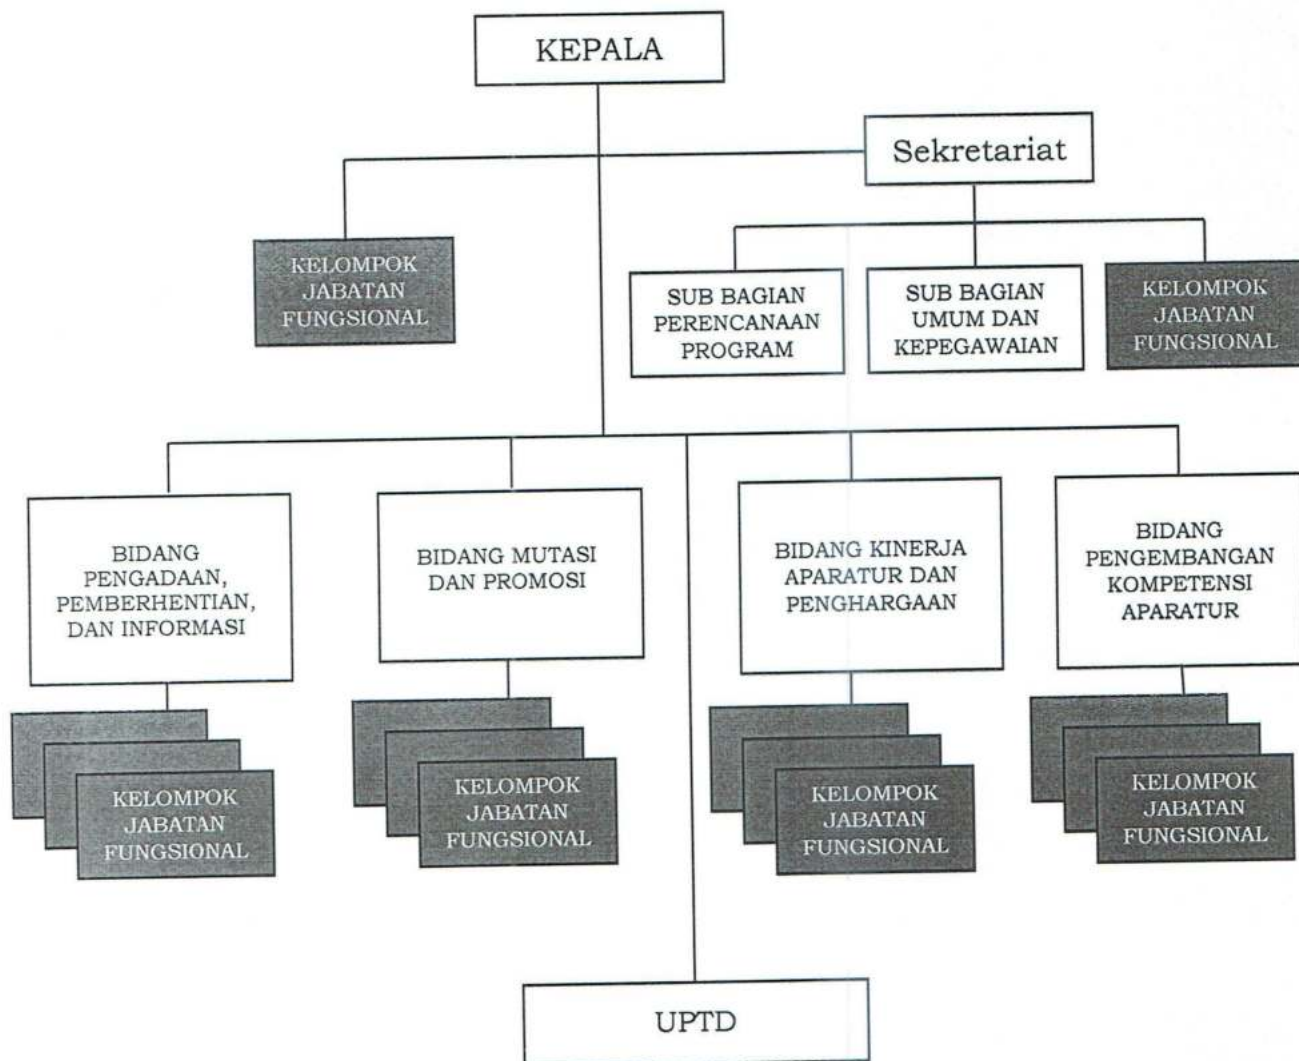 KEPALA
Sekretariat
KELOMPOK
JABATAN
FUNGSIONAL
SUB BAGIAN
PERENCANAAN
PROGRAM
SUB BAGIAN
UMUM DAN
KEPEGAWAIAN
KELOMPOK
JABATAN
FUNGSIONAL
BIDANG
PENGADAAN,
PEMBERHENTIAN,
DAN INFORMASI
BIDANG MUTASI
DAN PROMOSI
BIDANG KINERJA
APARATUR DAN
PENGHARGAAN
BIDANG
PENGEMBANGAN
KOMPETENSI
APARATUR
KELOMPOK
JABATAN
FUNGSIONAL
KELOMPOK
JABATAN
FUNGSIONAL
KELOMPOK
JABATAN
FUNGSIONAL
KELOMPOK
JABATAN
FUNGSIONAL
UPTD